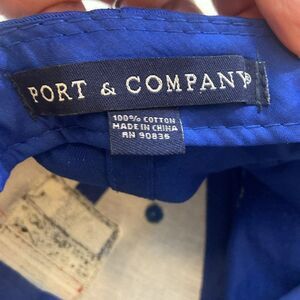 PORT & COMPANY®
100% COTTON
MADE IN CHINA
RN 90836